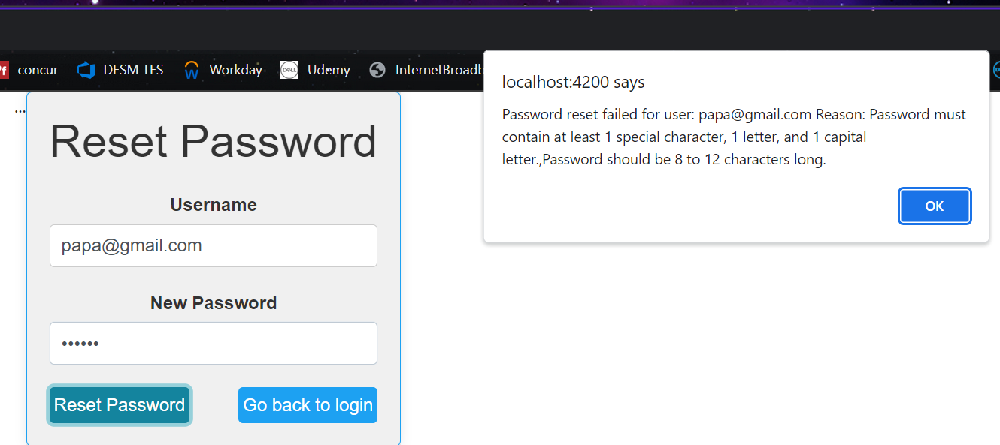 concur DFSM TFS Workday DELL Udemy InternetBroadb
localhost:4200 says
Password reset failed for user: papa@gmail.com Reason: Password must
contain at least 1 special character, 1 letter, and 1 capital
letter.,Password should be 8 to 12 characters long.
OK
...
Reset Password
Username
papa@gmail.com
New Password
••••••
Reset Password Go back to login